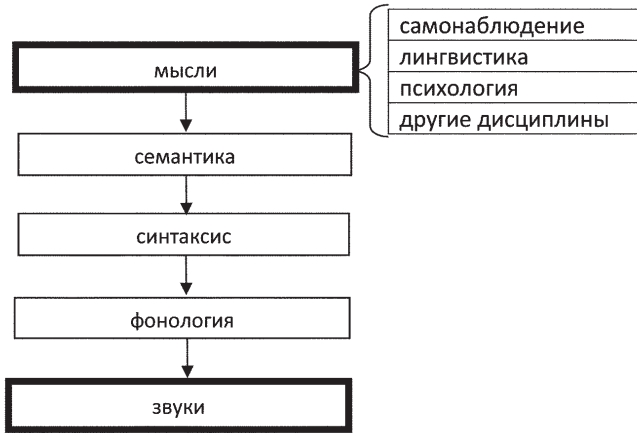 мысли
самонаблюдение
лингвистика
психология
другие дисциплины
семантика
синтаксис
фонология
звуки